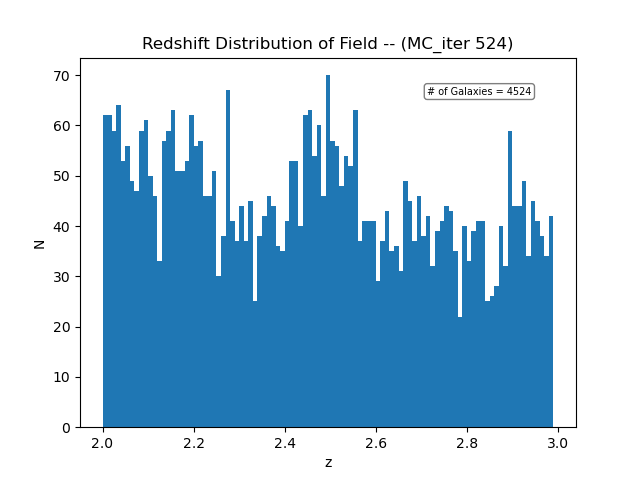 Redshift Distribution of Field -- (MC_iter 524)
# of Galaxies = 4524
70
60
50
40
30
20
10
0
N
2.0 2.2 2.4 2.6 2.8 3.0
z